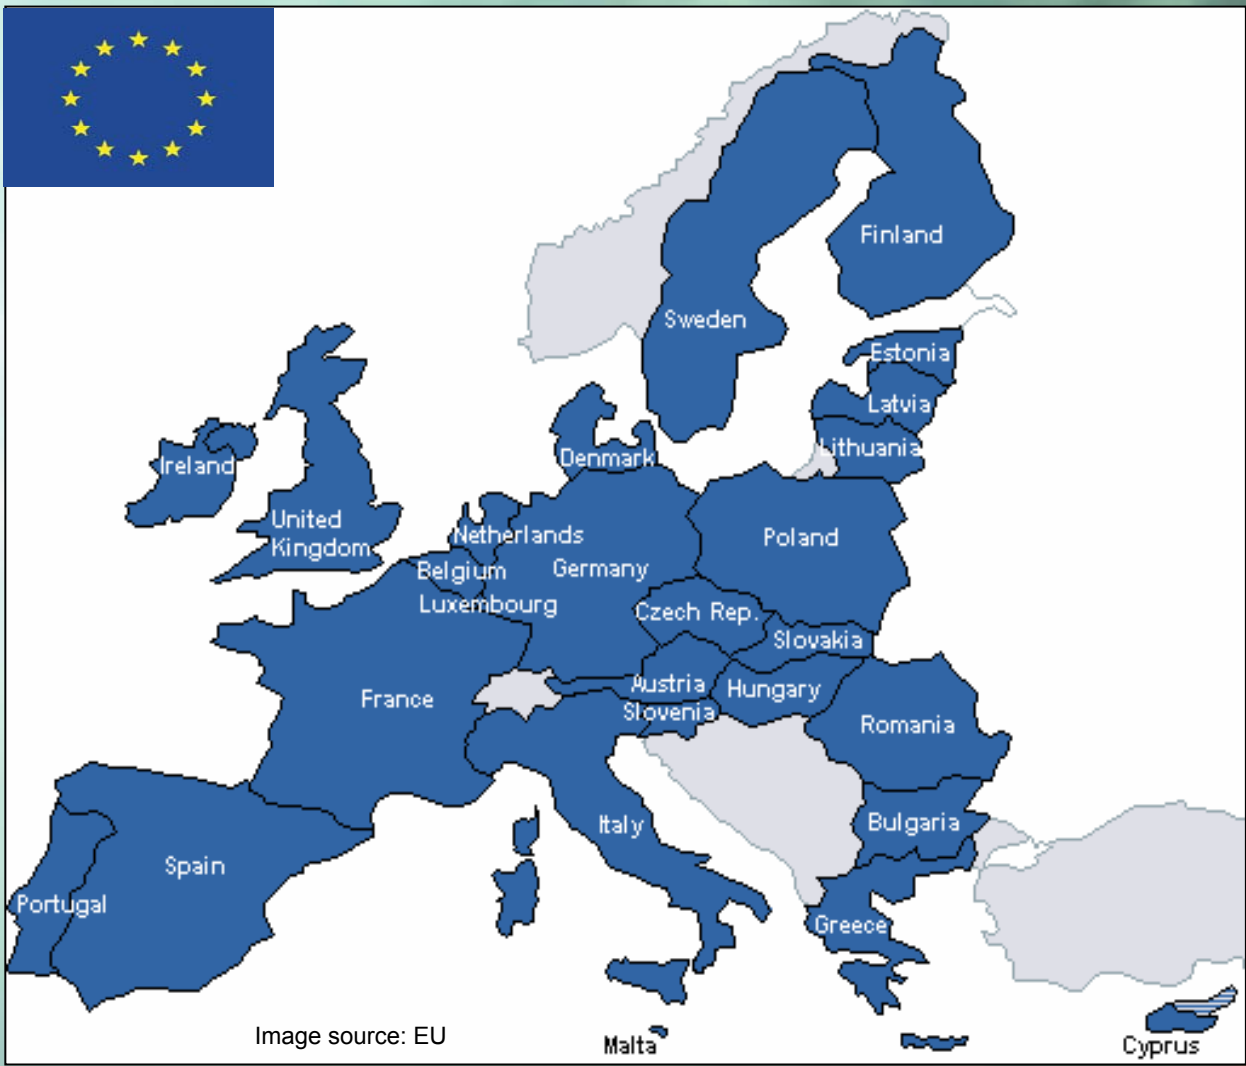 Finland
Sweden
Estonia
Latvia
Lithuania
Denmark
Ireland
United
Kingdom
Netherlands
Belgium
Germany
Luxembourg
Poland
Czech Rep.
Slovakia
France
Austria
Hungary
Slovenia
Romania
Italy
Bulgaria
Spain
Portugal
Greece
Image source: EU
Malta
Cyprus